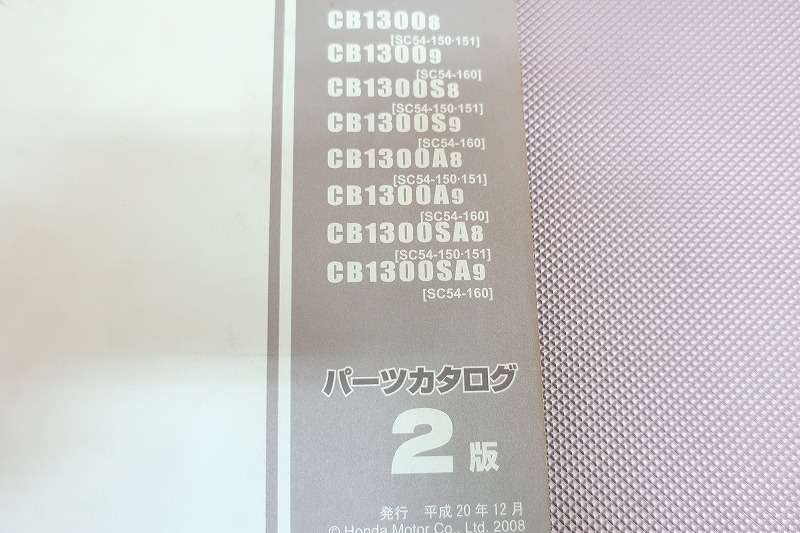 CB13008
[SC54-150·151]
CB13009
[SC54-160]
CB1300S8
[SC54-150·151]
CB1300S9
[SC54-160]
CB1300A8
[SC54-150·151]
CB1300A9
[SC54-160]
CB1300SA8
[SC54-150·151]
CB1300SA9
[SC54-160]
パーツカタログ
2版
発行 平成20年12月
© Honda Motor Co., Ltd. 2008